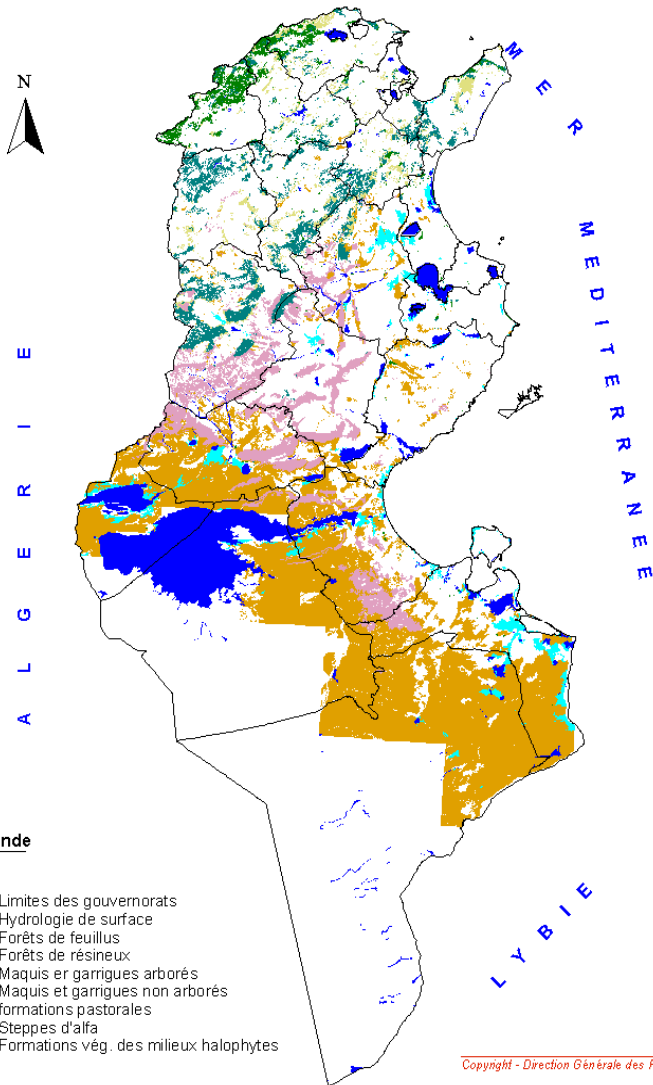 N
MER MEDITERRANEE
ALGERIE
LYBIE
nde
Limites des gouvernorats
Hydrologie de surface
Forêts de feuillus
Forêts de résineux
Maquis er garrigues arborés
Maquis et garrigues non arborés
formations pastorales
Steppes d'alfa
Formations vég. des milieux halophytes
Copyright - Direction Générale des F